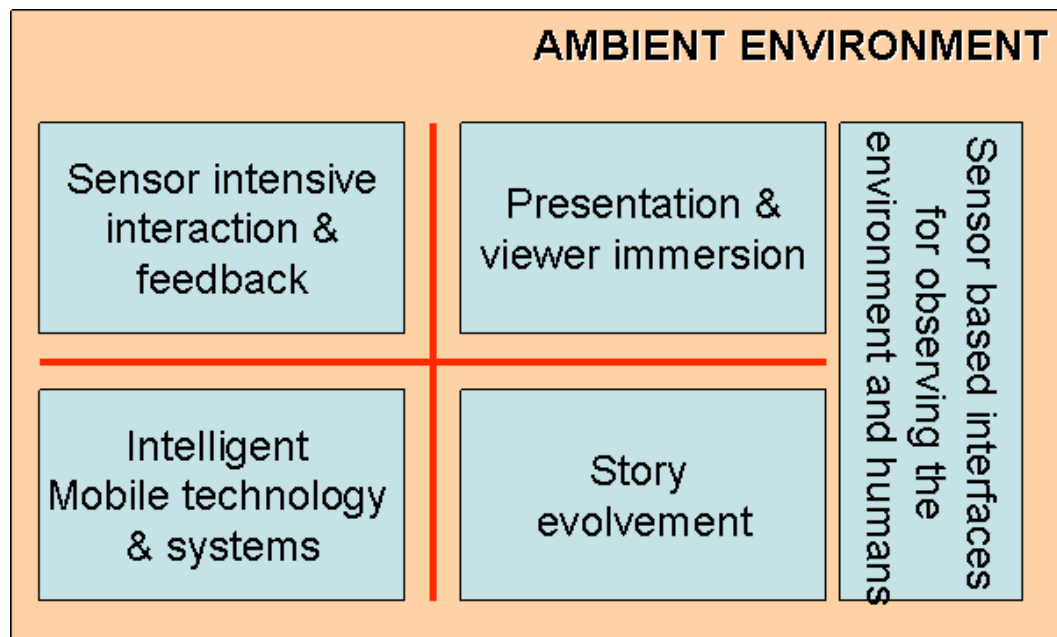 AMBIENT ENVIRONMENT
Sensor intensive
interaction &
feedback
Presentation &
viewer immersion
Intelligent
Mobile technology
& systems
Story
evolvement
Sensor based interfaces
for observing the
environment and humans